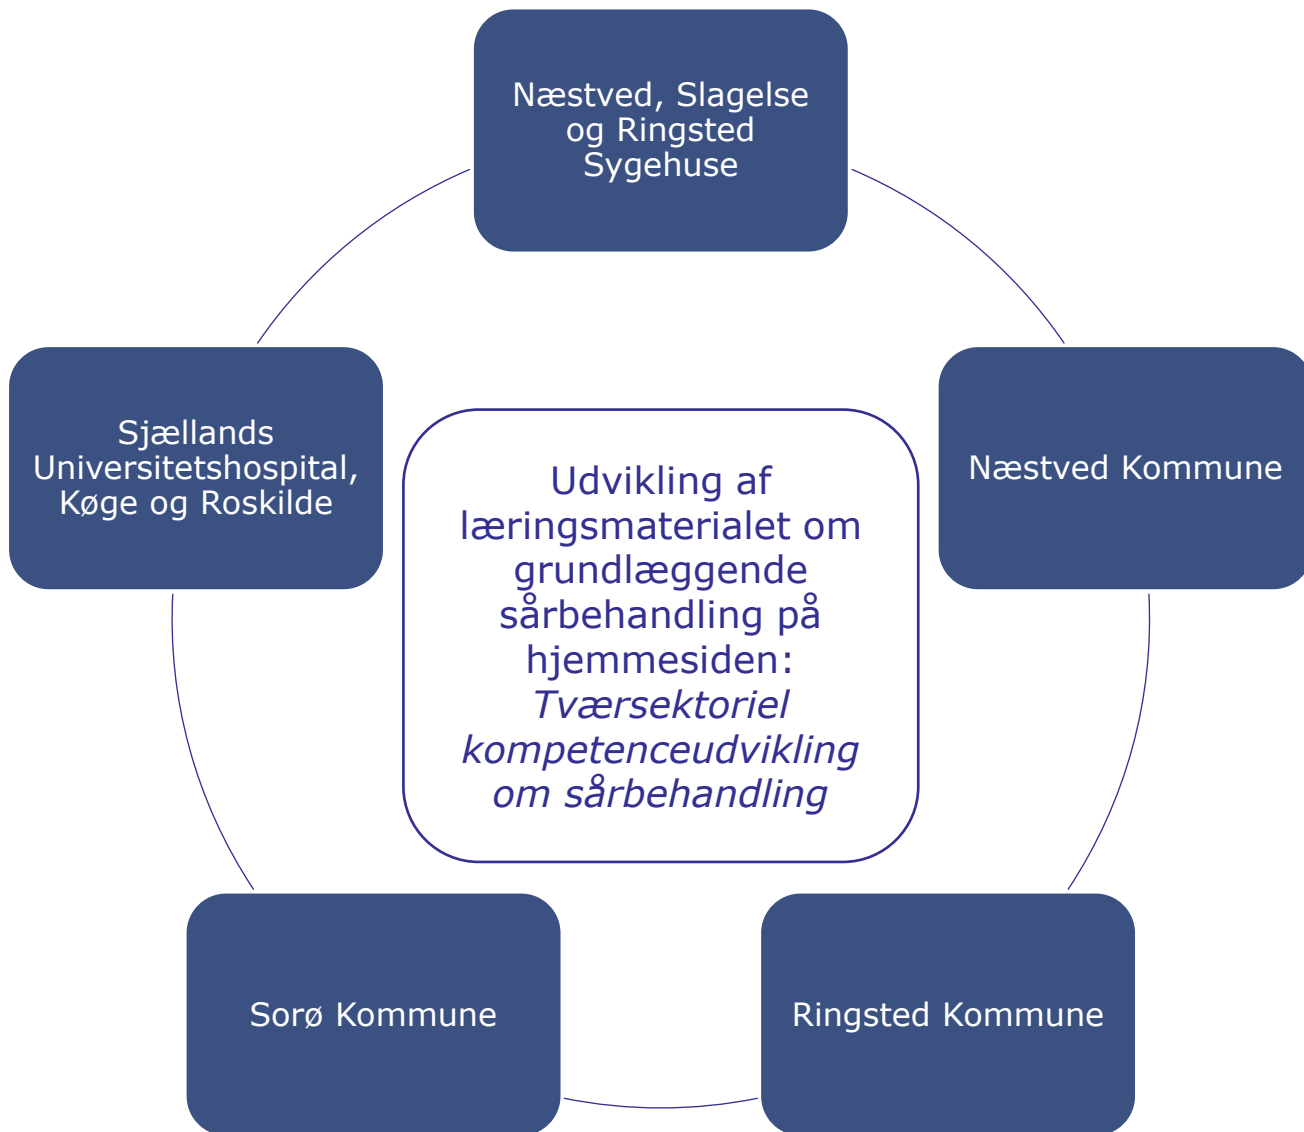 Næstved, Slagelse
og Ringsted
Sygehuse
Sjællands
Universitetshospital,
Køge og Roskilde
Næstved Kommune
Udvikling af
læringsmaterialet om
grundlæggende
sårbehandling på
hjemmesiden:
Tværsektoriel
kompetenceudvikling
om sårbehandling
Sorø Kommune
Ringsted Kommune